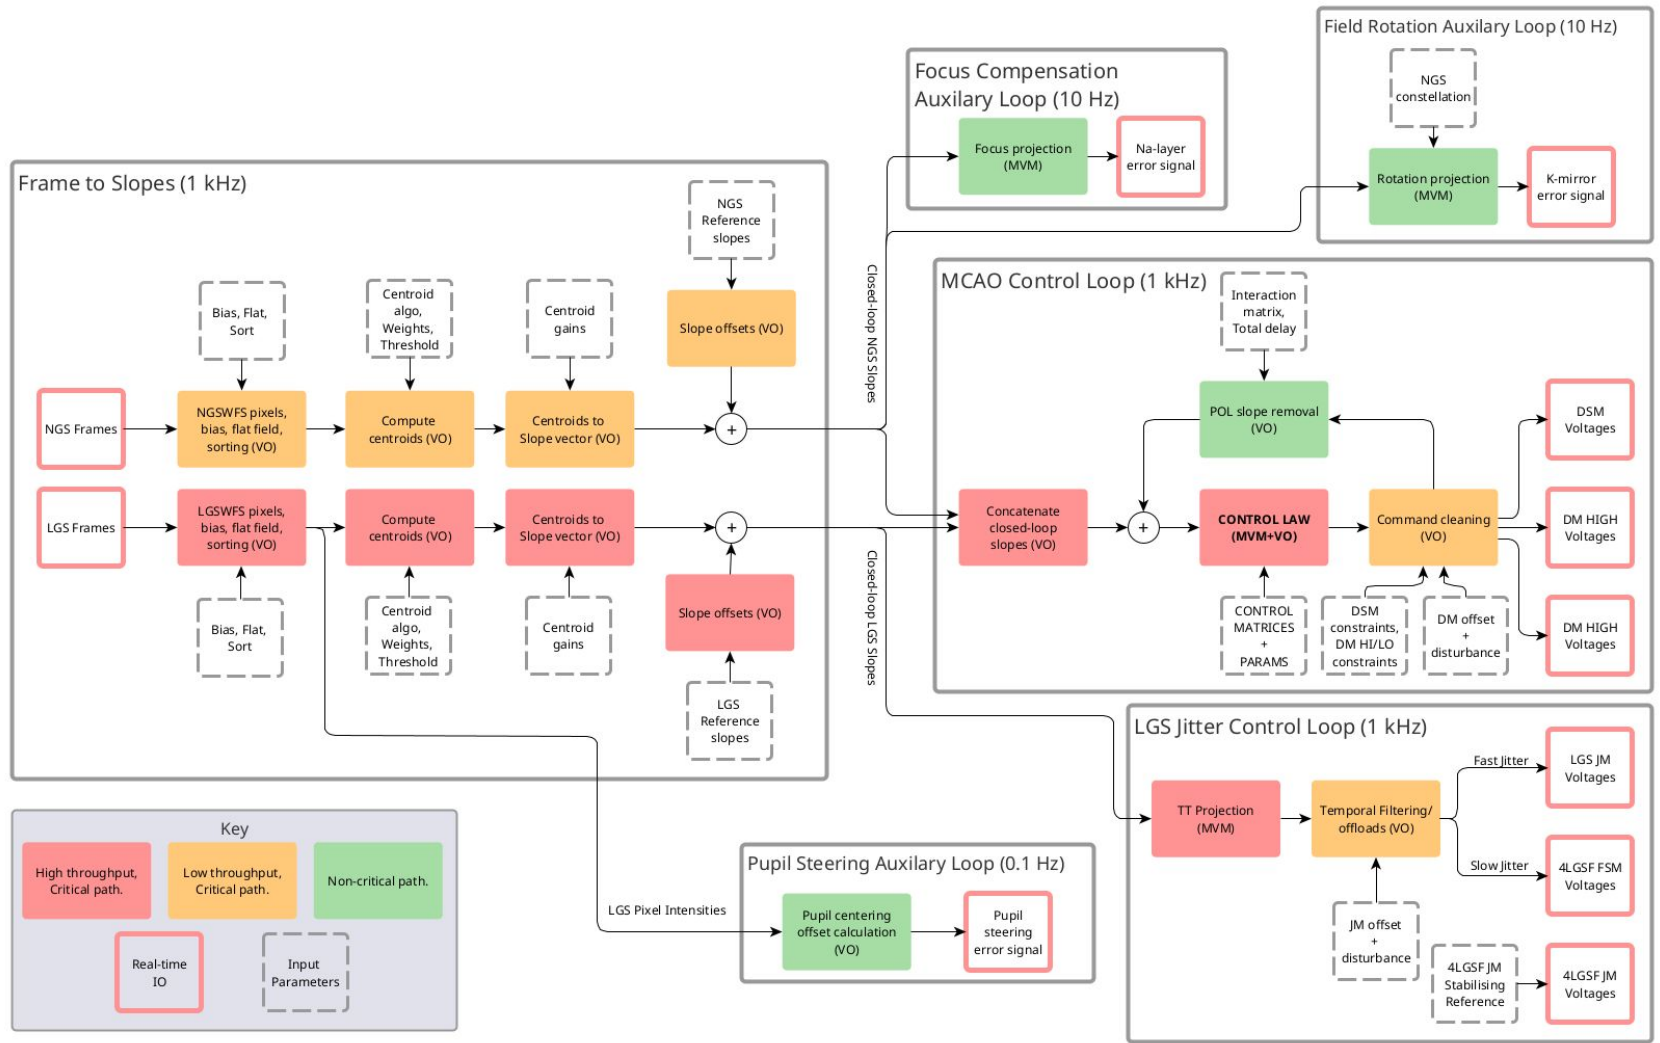 Field Rotation Auxilary Loop (10 Hz)
NGS
constellation
Rotation projection
(MVM)
K-mirror
error signal
Focus Compensation
Auxilary Loop (10 Hz)
Focus projection
(MVM)
Na-layer
error signal
Frame to Slopes (1 kHz)
NGS
Reference
slopes
Slope offsets (VO)
Bias, Flat,
Sort
Centroid
algo,
Weights,
Threshold
Centroid
gains
NGS Frames
NGSWFS pixels,
bias, flat field,
sorting (VO)
Compute
centroids (VO)
Centroids to
Slope vector (VO)
+
LGS Frames
LGSWFS pixels,
bias, flat field,
sorting (VO)
Compute
centroids (VO)
Centroids to
Slope vector (VO)
+
Bias, Flat,
Sort
Centroid
algo,
Weights,
Threshold
Centroid
gains
Slope offsets (VO)
LGS
Reference
slopes
Closed-loop NGS Slopes
Closed-loop LGS Slopes
MCAO Control Loop (1 kHz)
Interaction
matrix,
Total delay
POL slope removal
(VO)
Concatenate
closed-loop
slopes (VO)
+
CONTROL LAW
(MVM+VO)
Command cleaning
(VO)
CONTROL
MATRICES
+
PARAMS
DSM
constraints,
DM HI/LO
constraints
DM offset
+
disturbance
DSM
Voltages
DM HIGH
Voltages
DM HIGH
Voltages
LGS Jitter Control Loop (1 kHz)
TT Projection
(MVM)
Temporal Filtering/
offloads (VO)
Fast Jitter
Slow Jitter
LGS JM
Voltages
4LGSF FSM
Voltages
JM offset
+
disturbance
4LGSF JM
Stabilising
Reference
4LGSF JM
Voltages
Pupil Steering Auxilary Loop (0.1 Hz)
LGS Pixel Intensities
Pupil centering
offset calculation
(VO)
Pupil
steering
error signal
Key
High throughput,
Critical path.
Low throughput,
Critical path.
Non-critical path.
Real-time
IO
Input
Parameters